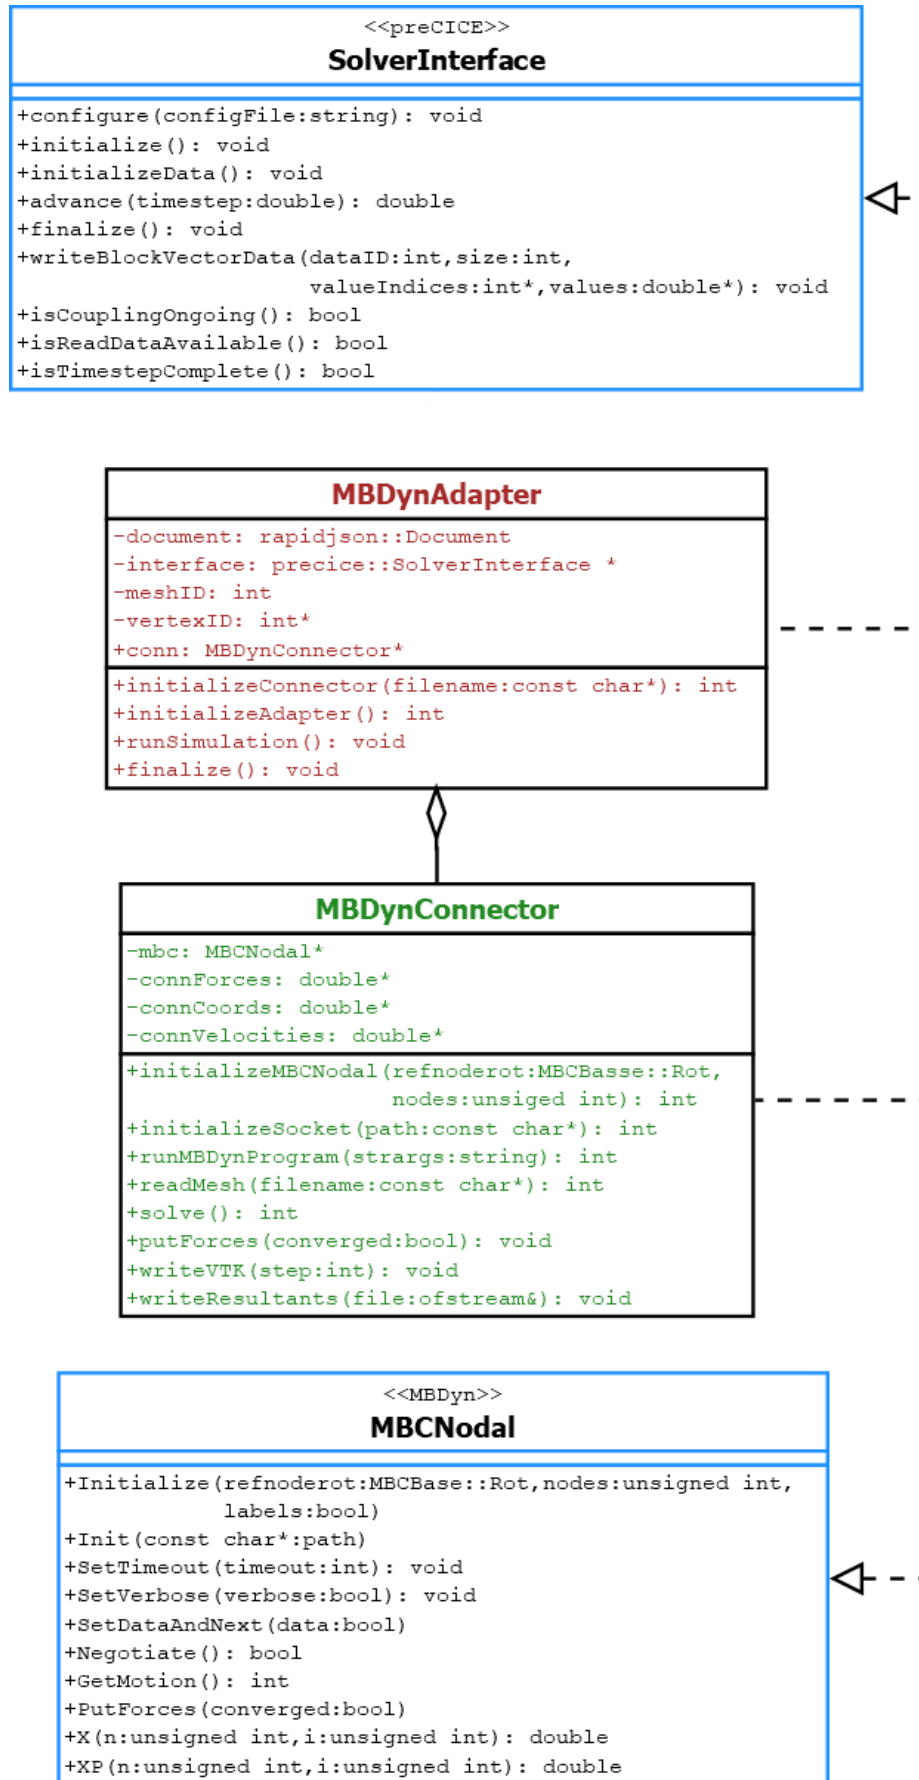 <<preCICE>>
SolverInterface
+configure(configFile:string): void
+initialize(): void
+initializeData(): void
+advance(timestep:double): double
+finalize(): void
+writeBlockVectorData(dataID:int,size:int,
valueIndices:int*,values:double*): void
+isCouplingOngoing(): bool
+isReadDataAvailable(): bool
+isTimestepComplete(): bool
MBDynAdapter
-document: rapidjson::Document
-interface: precice::SolverInterface *
-meshID: int
-vertexID: int*
+conn: MBDynConnector*
+initializeConnector(filename:const char*): int
+initializeAdapter(): int
+runSimulation(): void
+finalize(): void
MBDynConnector
-mbc: MBCNodal*
-connForces: double*
-connCoords: double*
-connVelocities: double*
+initializeMBCNodal(refnoderot:MBCBasse::Rot,
nodes:unsiged int): int
+initializeSocket(path:const char*): int
+runMBDynProgram(strargs:string): int
+readMesh(filename:const char*): int
+solve(): int
+putForces(converged:bool): void
+writeVTK(step:int): void
+writeResultants(file:ofstream&): void
<<MBDyn>>
MBCNodal
+Initialize(refnoderot:MBCBase::Rot,nodes:unsigned int,
labels:bool)
+Init(const char*:path)
+SetTimeout(timeout:int): void
+SetVerbose(verbose:bool): void
+SetDataAndNext(data:bool)
+Negotiate(): bool
+GetMotion(): int
+PutForces(converged:bool)
+X(n:unsigned int,i:unsigned int): double
+XP(n:unsigned int,i:unsigned int): double